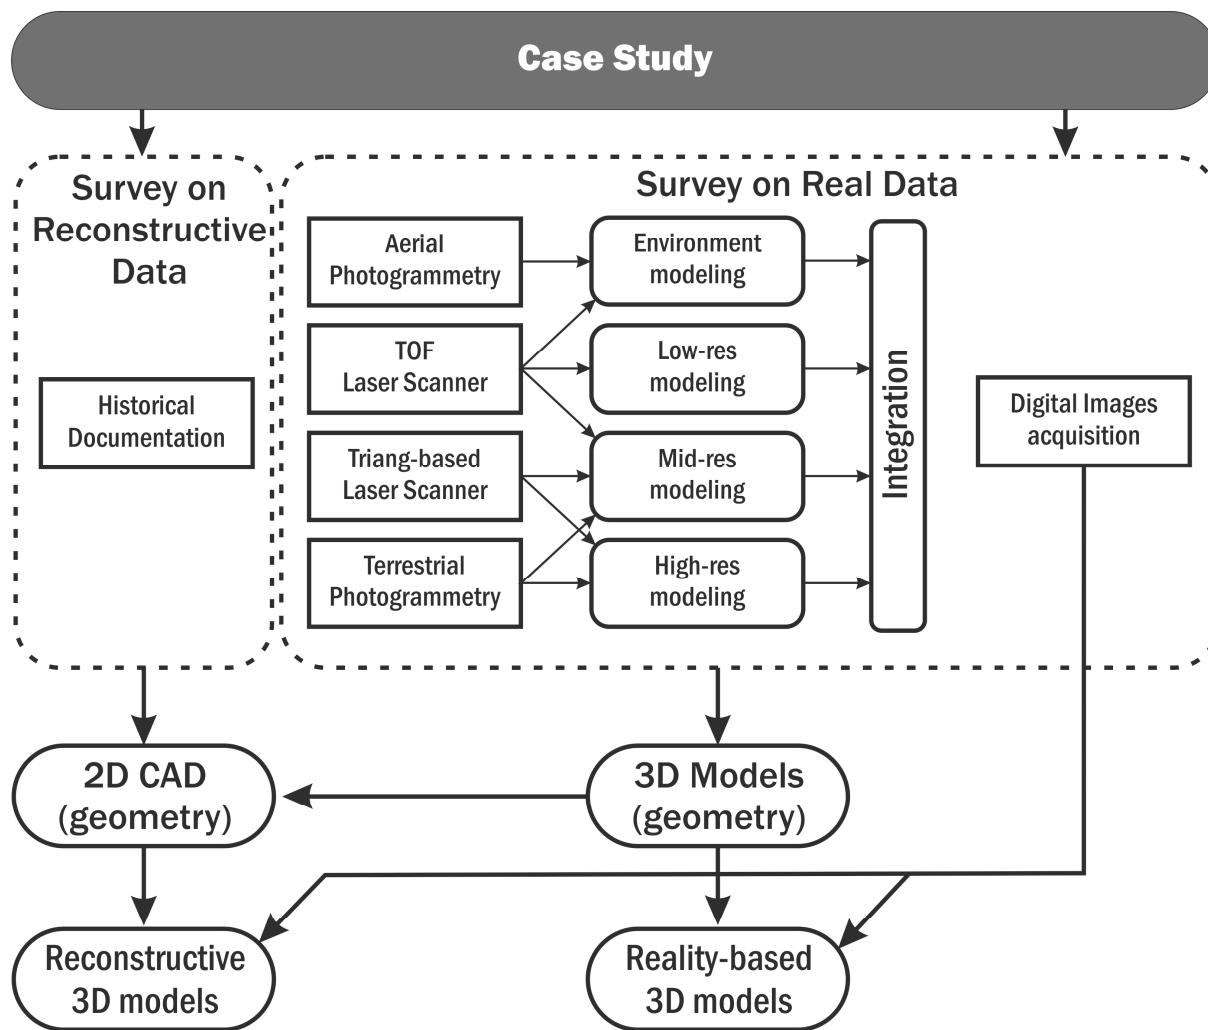 Case Study
Survey on
Reconstructive
Data
Historical
Documentation
Survey on Real Data
Aerial
Photogrammetry
Environment
modeling
TOF
Laser Scanner
Low-res
modeling
Triang-based
Laser Scanner
Mid-res
modeling
Terrestrial
Photogrammetry
High-res
modeling
Integration
Digital Images
acquisition
2D CAD
(geometry)
3D Models
(geometry)
Reconstructive
3D models
Reality-based
3D models